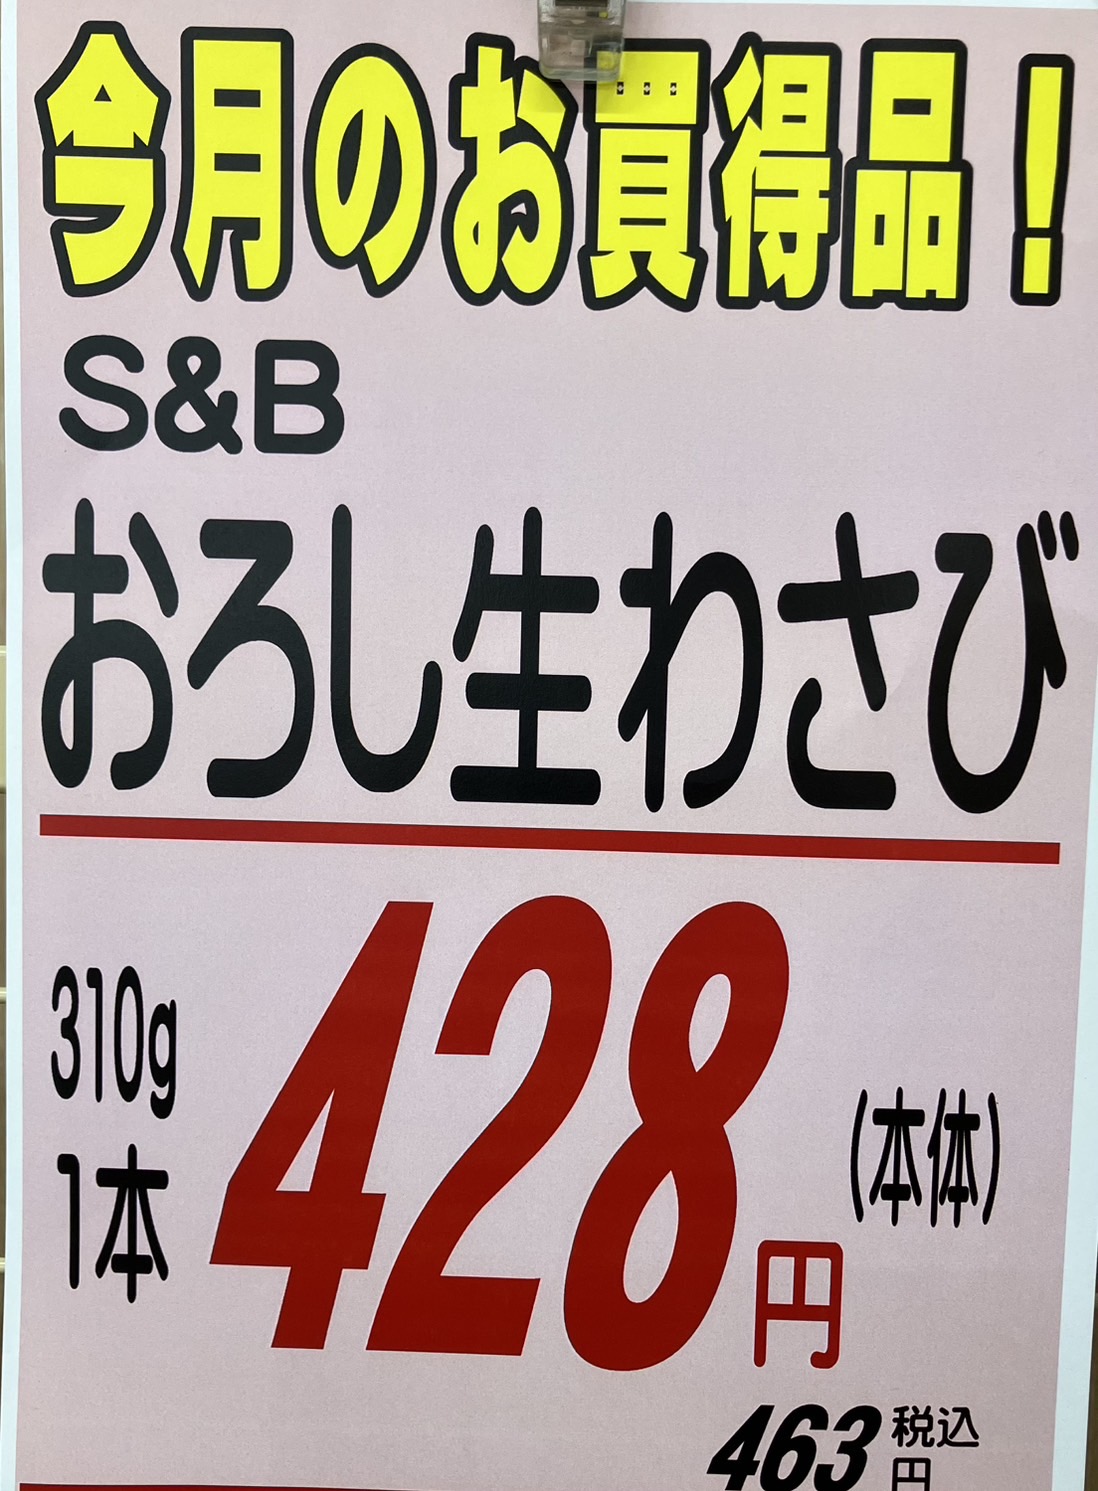 今月のお買得品！
S&B
おろし生わさび
310g
1本
428円
(本体)
463円
税込